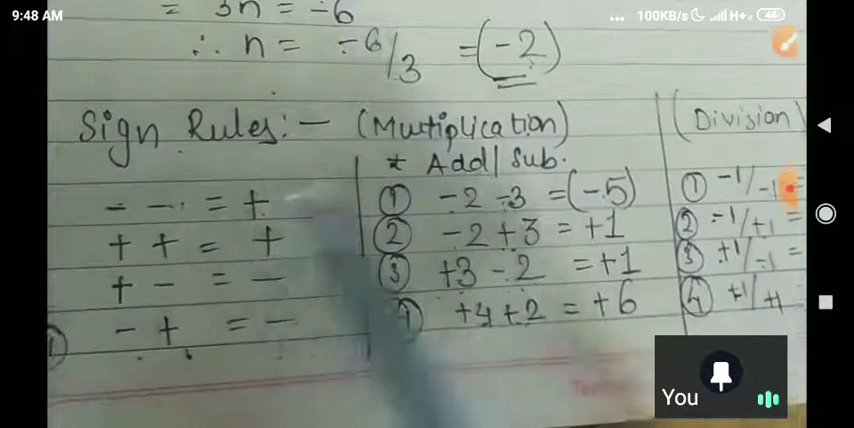 9:48 AM
100KB/s H+ 44
= 3n = -6
∴ n = -6/3 = (-2)
Sign Rules:- (Multiplication) (Division)
* Add/Sub.
- - = + ① -2 -3 = (-5) ① -1/-1 =
+ + = + ② -2+3 = +1 ② -1/+1 =
+ - = - ③ +3-2 = +1 ③ +1/-1 =
- + = - +4+2 = +6 ④ +1/+1
You